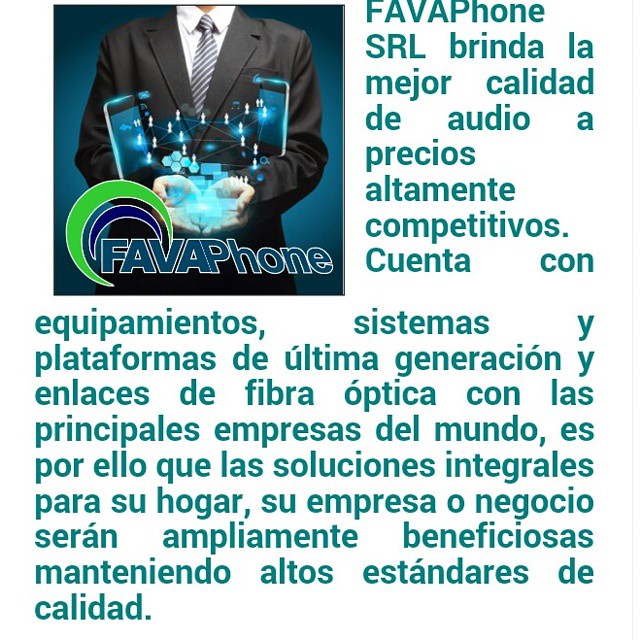 FAVAPhone
SRL brinda la
mejor calidad
de audio a
precios
altamente
competitivos.
Cuenta con
FAVAPhone
equipamientos, sistemas y
plataformas de última generación y
enlaces de fibra óptica con las
principales empresas del mundo, es
por ello que las soluciones integrales
para su hogar, su empresa o negocio
serán ampliamente beneficiosas
manteniendo altos estándares de
calidad.